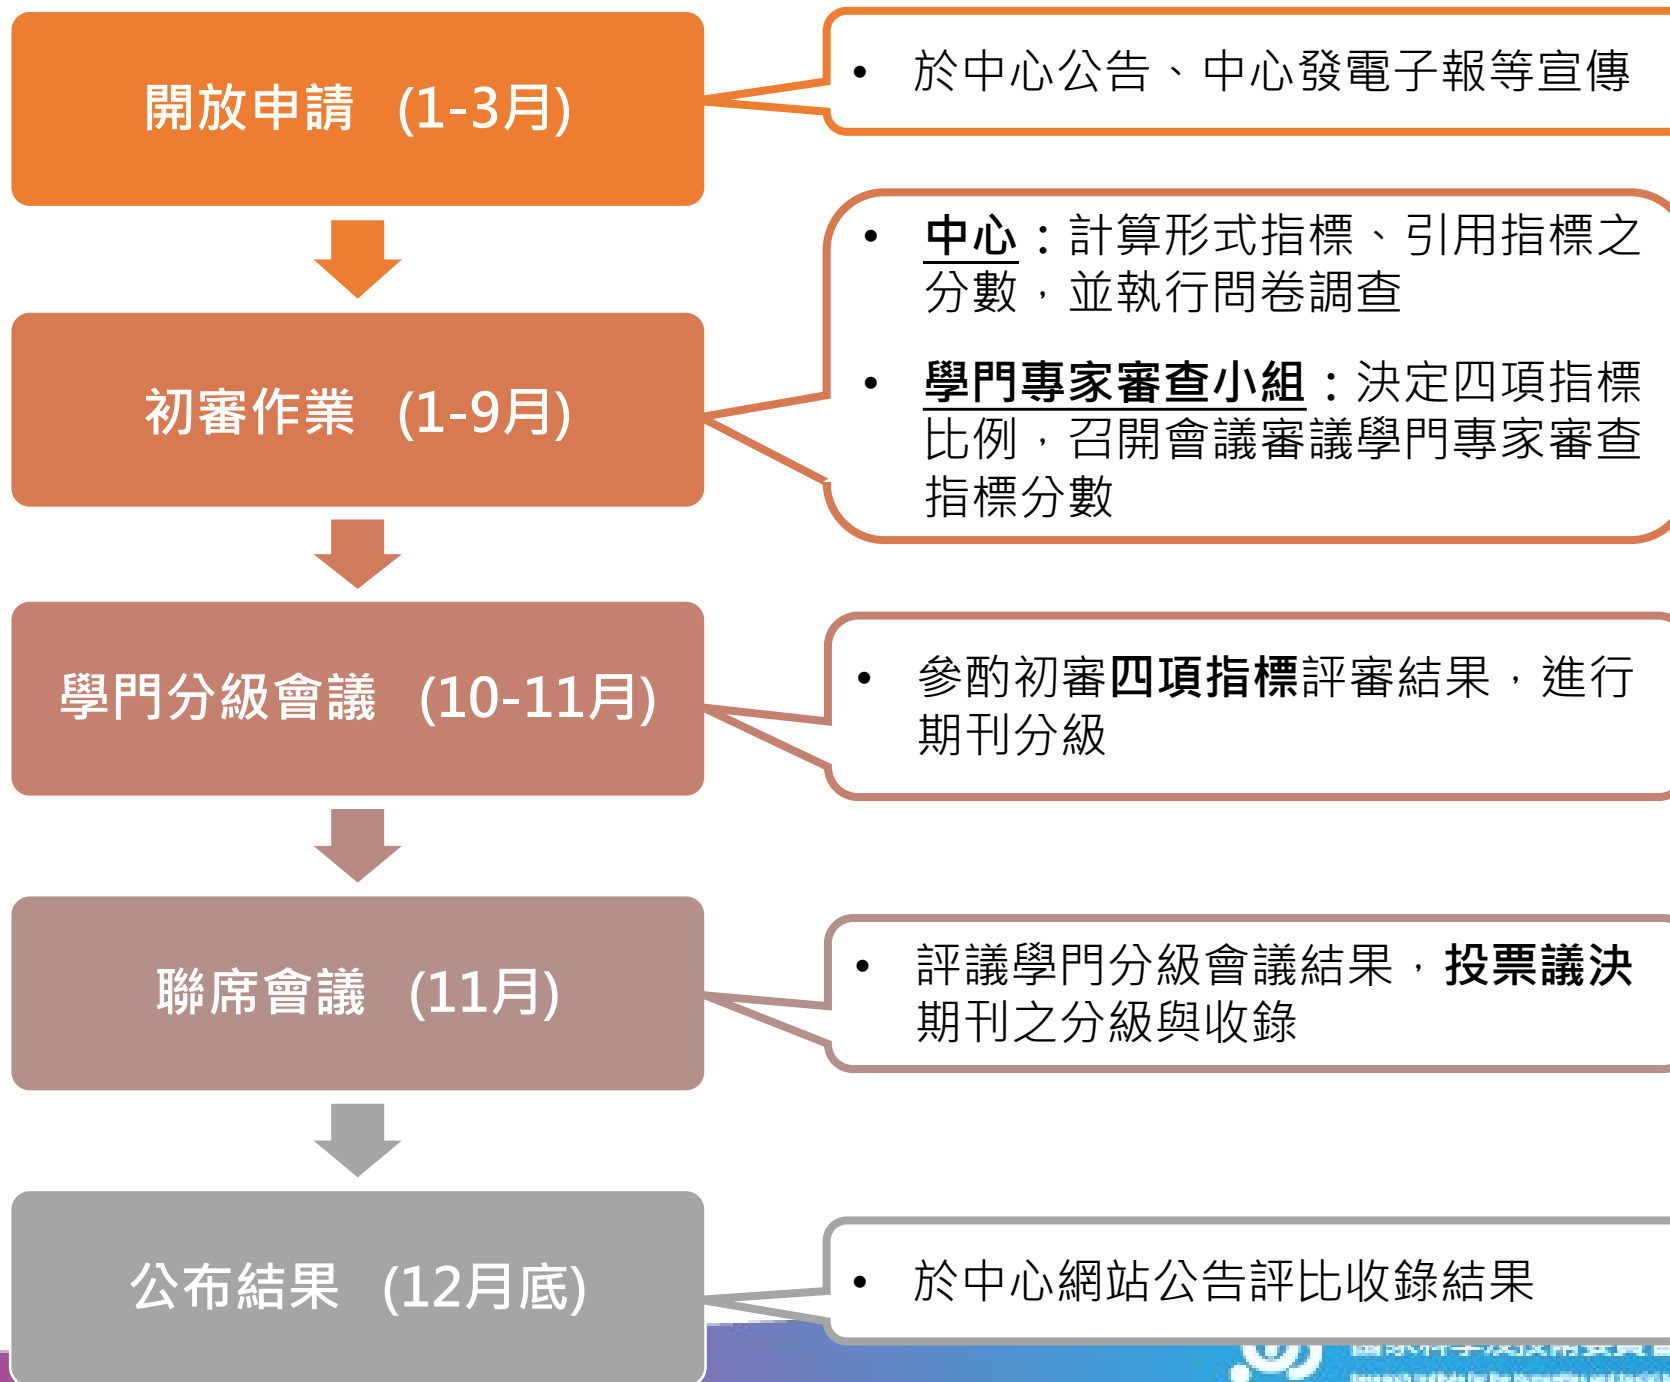 開放申請 (1-3月)
• 於中心公告、中心發電子報等宣傳
初審作業 (1-9月)
• 中心：計算形式指標、引用指標之
分數，並執行問卷調查
• 學門專家審查小組：決定四項指標
比例，召開會議審議學門專家審查
指標分數
學門分級會議 (10-11月)
• 參酌初審四項指標評審結果，進行
期刊分級
聯席會議 (11月)
• 評議學門分級會議結果，投票議決
期刊之分級與收錄
公布結果 (12月底)
• 於中心網站公告評比收錄結果